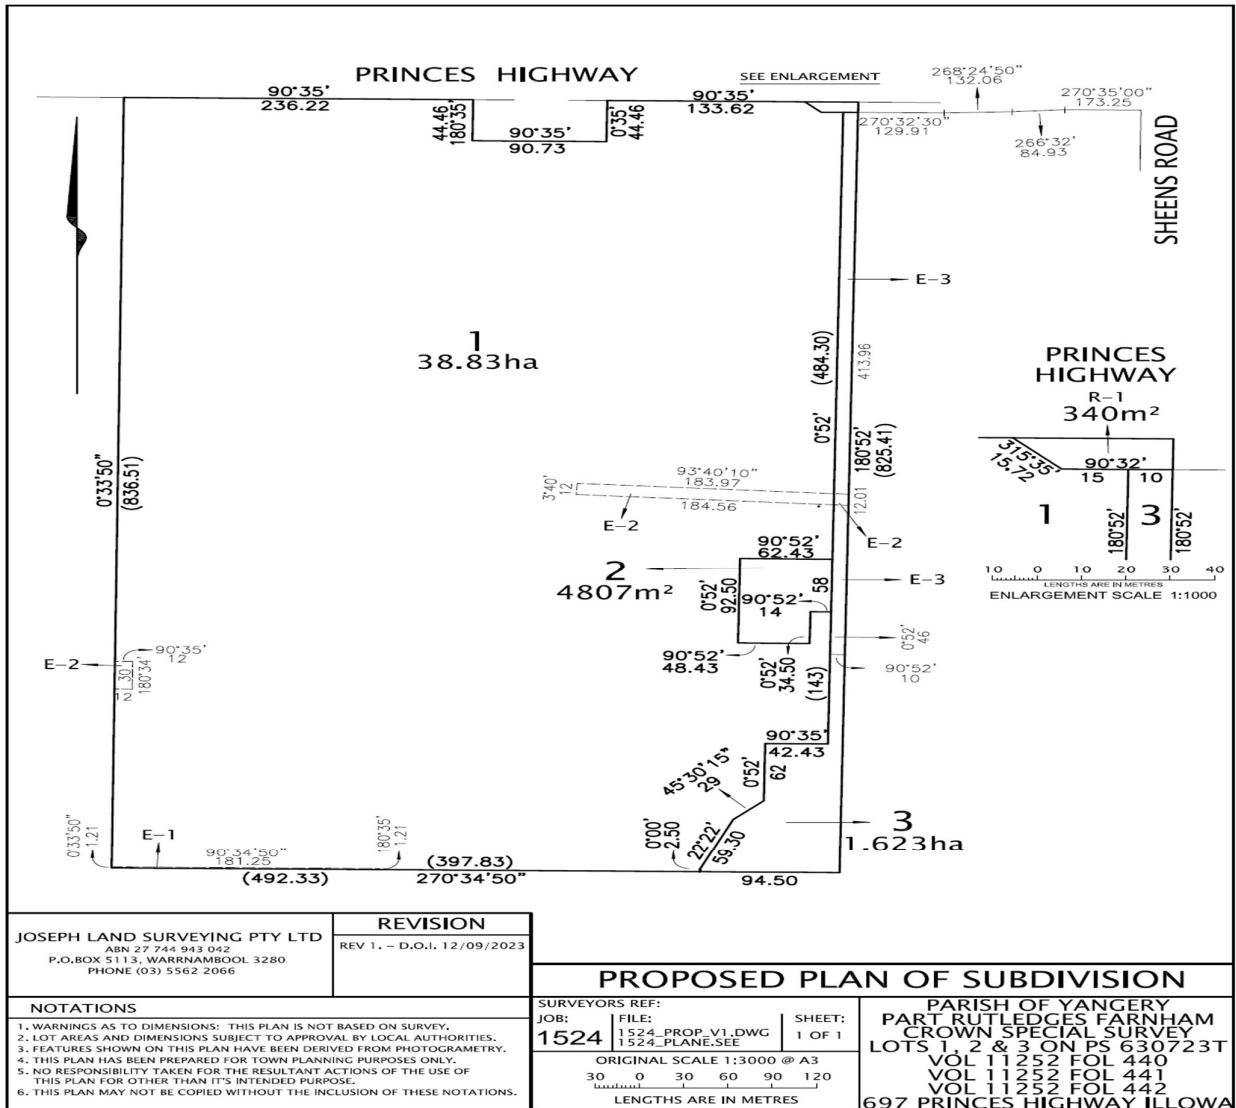 PRINCES HIGHWAY
SEE ENLARGEMENT
90°35'
236.22
44.46
180°35'
90°35'
90.73
0°35'
44.46
90°35'
133.62
268°24'50"
132.06
270°35'00"
173.25
270°32'30"
129.91
266°32'
84.93
SHEENS ROAD
E-3
1
38.83ha
(484.30)
0°52'
413.96
180°52'
(825.41)
PRINCES
HIGHWAY
R-1
340m²
315°35'
15.72
90°32'
15
10
1
3
180°52'
180°52'
10 0 10 20 30 40
LENGTHS ARE IN METRES
ENLARGEMENT SCALE 1:1000
0°33'50"
(836.51)
93°40'10"
183.97
3°40'
12
184.56
12.01
E-2
E-2
90°52'
62.43
2
4807m²
0°52'
92.50
58
90°52'
14
E-3
0°52'
46
90°52'
48.43
0°52'
34.50
(143)
90°52'
10
E-2
90°35'
12
30
180°34'
12
90°35'
42.43
45°30'15"
29
0°52'
62
3
1.623ha
0°33'50"
1.21
E-1
90°34'50"
181.25
180°35'
1.21
(397.83)
0°00'
2.50
22°22'
59.30
(492.33)
270°34'50"
94.50
JOSEPH LAND SURVEYING PTY LTD
ABN 27 744 943 042
P.O.BOX 5113, WARRNAMBOOL 3280
PHONE (03) 5562 2066
REVISION
REV 1. - D.O.I. 12/09/2023
NOTATIONS
1. WARNINGS AS TO DIMENSIONS: THIS PLAN IS NOT BASED ON SURVEY.
2. LOT AREAS AND DIMENSIONS SUBJECT TO APPROVAL BY LOCAL AUTHORITIES.
3. FEATURES SHOWN ON THIS PLAN HAVE BEEN DERIVED FROM PHOTOGRAMETRY.
4. THIS PLAN HAS BEEN PREPARED FOR TOWN PLANNING PURPOSES ONLY.
5. NO RESPONSIBILITY TAKEN FOR THE RESULTANT ACTIONS OF THE USE OF
THIS PLAN FOR OTHER THAN IT'S INTENDED PURPOSE.
6. THIS PLAN MAY NOT BE COPIED WITHOUT THE INCLUSION OF THESE NOTATIONS.
PROPOSED PLAN OF SUBDIVISION
SURVEYORS REF:
JOB:
1524
FILE:
1524_PROP_V1.DWG
1524_PLANE.SEE
SHEET:
1 OF 1
ORIGINAL SCALE 1:3000 @ A3
30 0 30 60 90 120
LENGTHS ARE IN METRES
PARISH OF YANGERY
PART RUTLEDGES FARNHAM
CROWN SPECIAL SURVEY
LOTS 1, 2 & 3 ON PS 630723T
VOL 11252 FOL 440
VOL 11252 FOL 441
VOL 11252 FOL 442
697 PRINCES HIGHWAY ILLOWA